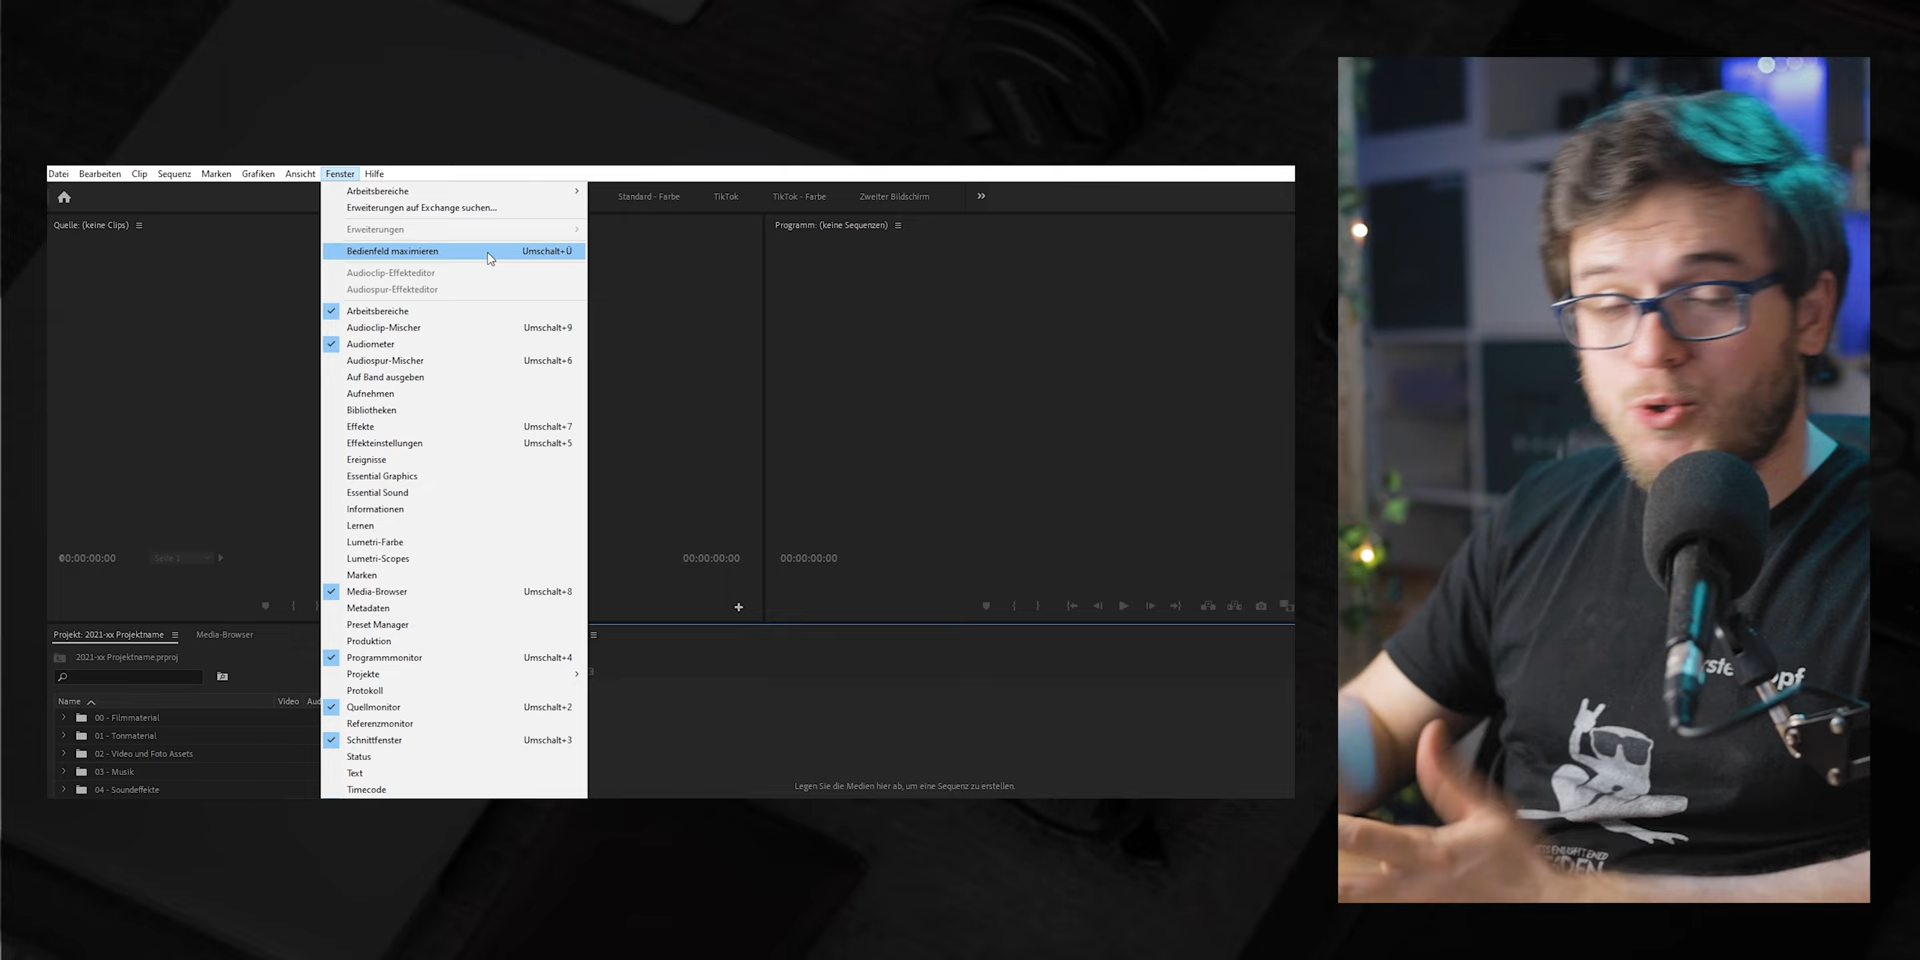 Datei Bearbeiten Clip Sequenz Marken Grafiken Ansicht Fenster Hilfe
Standard - Farbe TikTok TikTok - Farbe Zweiter Bildschirm
Quelle: (keine Clips)
Programm: (keine Sequenzen)
Arbeitsbereiche
Erweiterungen auf Exchange suchen...
Erweiterungen
Bedienfeld maximieren Umschalt+Ü
Audioclip-Effekteditor
Audiospur-Effekteditor
Arbeitsbereiche
Audioclip-Mischer Umschalt+9
Audiometer
Audiospur-Mischer Umschalt+6
Auf Band ausgeben
Aufnehmen
Bibliotheken
Effekte Umschalt+7
Effekteinstellungen Umschalt+5
Ereignisse
Essential Graphics
Essential Sound
Informationen
Lernen
Lumetri-Farbe
Lumetri-Scopes
Marken
Media-Browser Umschalt+8
Metadaten
Preset Manager
Produktion
Programmmonitor Umschalt+4
Projekte
Protokoll
Quellmonitor Umschalt+2
Referenzmonitor
Schnittfenster Umschalt+3
Status
Text
Timecode
00:00:00:00
00:00:00:00 00:00:00:00
Projekt: 2021-xx Projektname Media-Browser
2021-xx Projektname.prproj
Name Video Aud
00 - Filmmaterial
01 - Tonmaterial
02 - Video und Foto Assets
03 - Musik
04 - Soundeffekte
Legen Sie die Medien hier ab, um eine Sequenz zu erstellen.